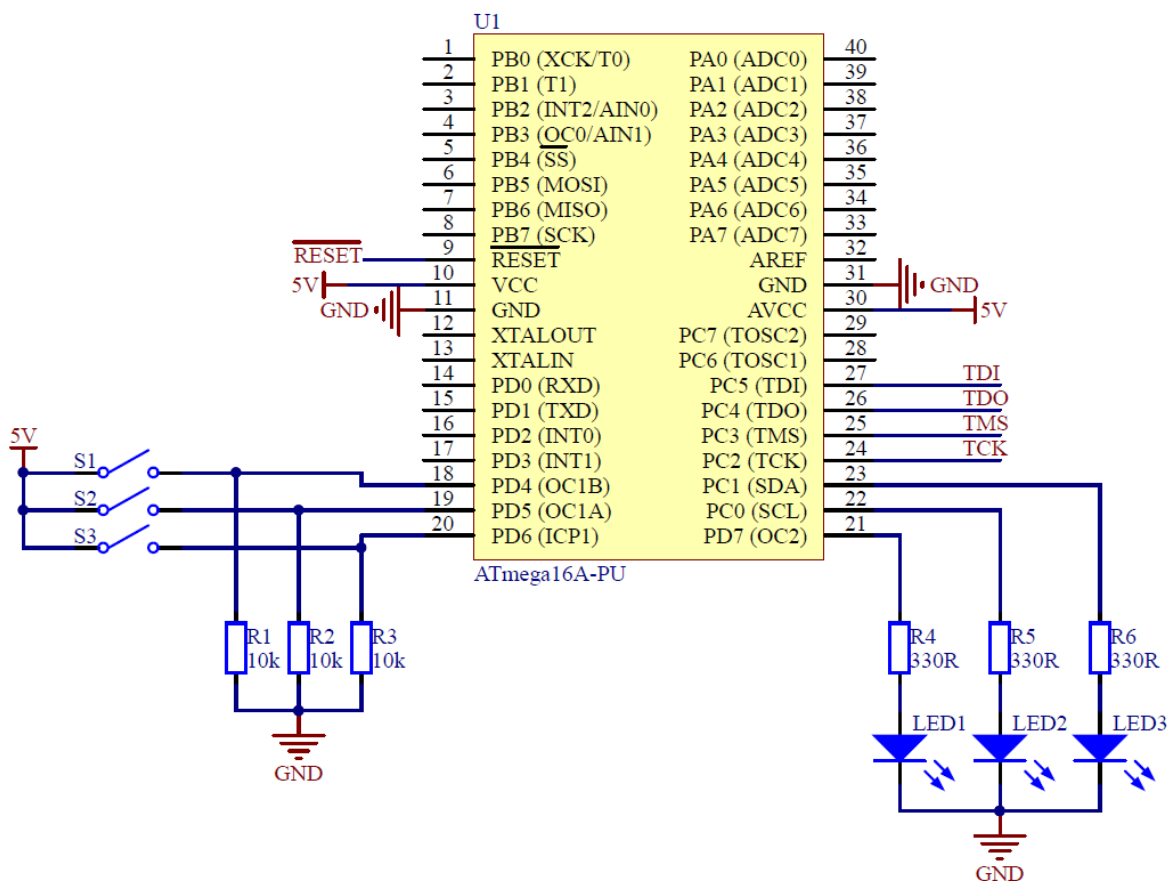 U1
1 PB0 (XCK/T0) PA0 (ADC0) 40
2 PB1 (T1) PA1 (ADC1) 39
3 PB2 (INT2/AIN0) PA2 (ADC2) 38
4 PB3 (OC0/AIN1) PA3 (ADC3) 37
5 PB4 (SS) PA4 (ADC4) 36
6 PB5 (MOSI) PA5 (ADC5) 35
7 PB6 (MISO) PA6 (ADC6) 34
8 PB7 (SCK) PA7 (ADC7) 33
RESET 9 RESET AREF 32
5V 10 VCC GND 31 GND
GND 11 GND AVCC 30 5V
12 XTALOUT PC7 (TOSC2) 29
13 XTALIN PC6 (TOSC1) 28
14 PD0 (RXD) PC5 (TDI) 27 TDI
15 PD1 (TXD) PC4 (TDO) 26 TDO
5V 16 PD2 (INT0) PC3 (TMS) 25 TMS
S1 17 PD3 (INT1) PC2 (TCK) 24 TCK
18 PD4 (OC1B) PC1 (SDA) 23
S2 19 PD5 (OC1A) PC0 (SCL) 22
S3 20 PD6 (ICP1) PD7 (OC2) 21
ATmega16A-PU
R1 R2 R3 R4 R5 R6
10k 10k 10k 330R 330R 330R
LED1 LED2 LED3
GND
GND